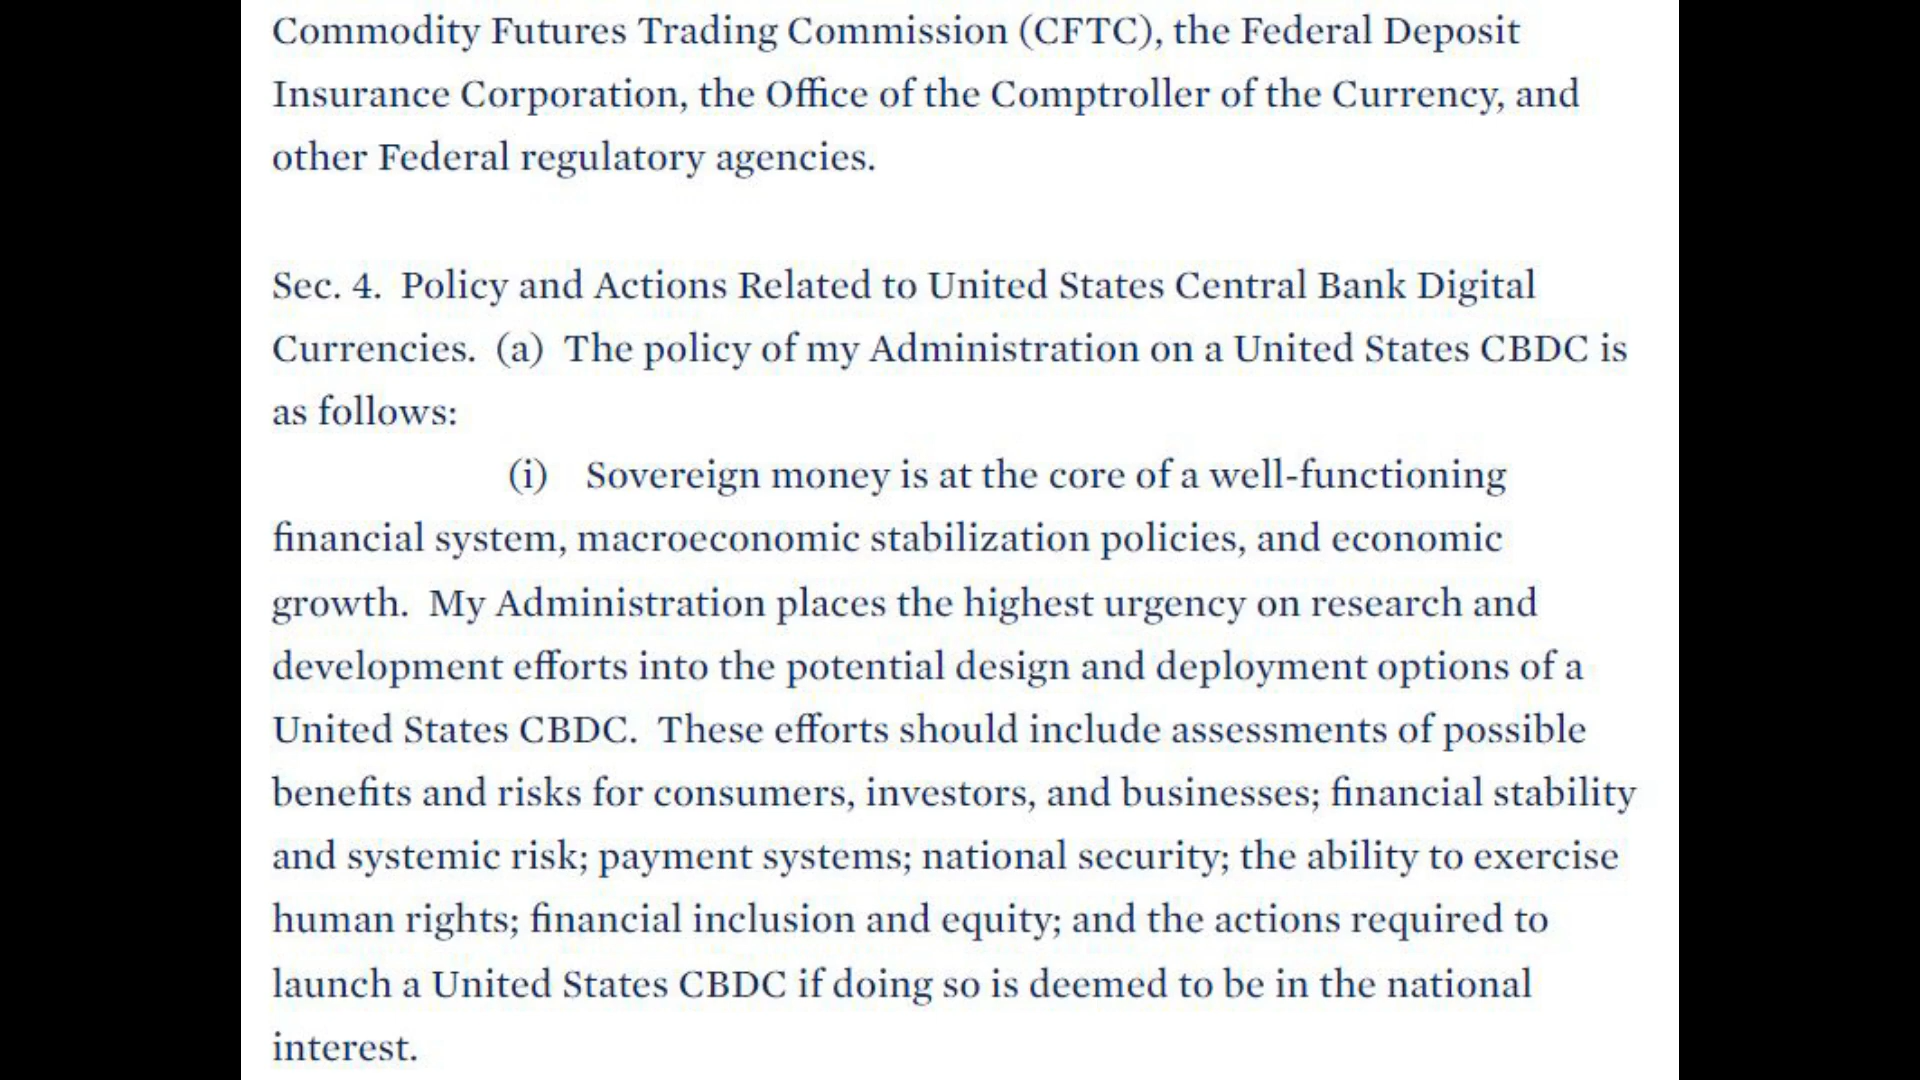 Commodity Futures Trading Commission (CFTC), the Federal Deposit
Insurance Corporation, the Office of the Comptroller of the Currency, and
other Federal regulatory agencies.
Sec. 4.  Policy and Actions Related to United States Central Bank Digital
Currencies.  (a)  The policy of my Administration on a United States CBDC is
as follows:
(i)    Sovereign money is at the core of a well-functioning
financial system, macroeconomic stabilization policies, and economic
growth.  My Administration places the highest urgency on research and
development efforts into the potential design and deployment options of a
United States CBDC.  These efforts should include assessments of possible
benefits and risks for consumers, investors, and businesses; financial stability
and systemic risk; payment systems; national security; the ability to exercise
human rights; financial inclusion and equity; and the actions required to
launch a United States CBDC if doing so is deemed to be in the national
interest.